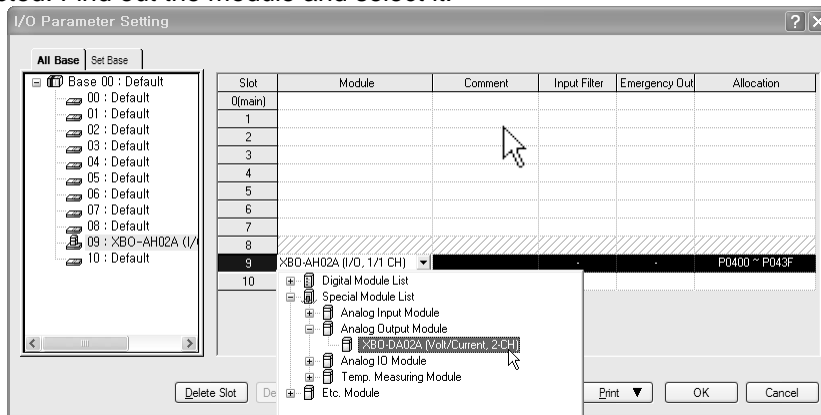 I/O Parameter Setting
All Base Set Base
Base 00 : Default
00 : Default
01 : Default
02 : Default
03 : Default
04 : Default
05 : Default
06 : Default
07 : Default
08 : Default
09 : XBO-AH02A (I/
10 : Default
Slot Module Comment Input Filter Emergency Out Allocation
0(main)
1
2
3
4
5
6
7
8
9 XBO-AH02A (I/O, 1/1 CH) - - P0400 ~ P043F
10
Digital Module List
Special Module List
Analog Input Module
Analog Output Module
XBO-DA02A (Volt/Current, 2-CH)
Analog IO Module
Temp. Measuring Module
Etc. Module
Delete Slot De Print OK Cancel